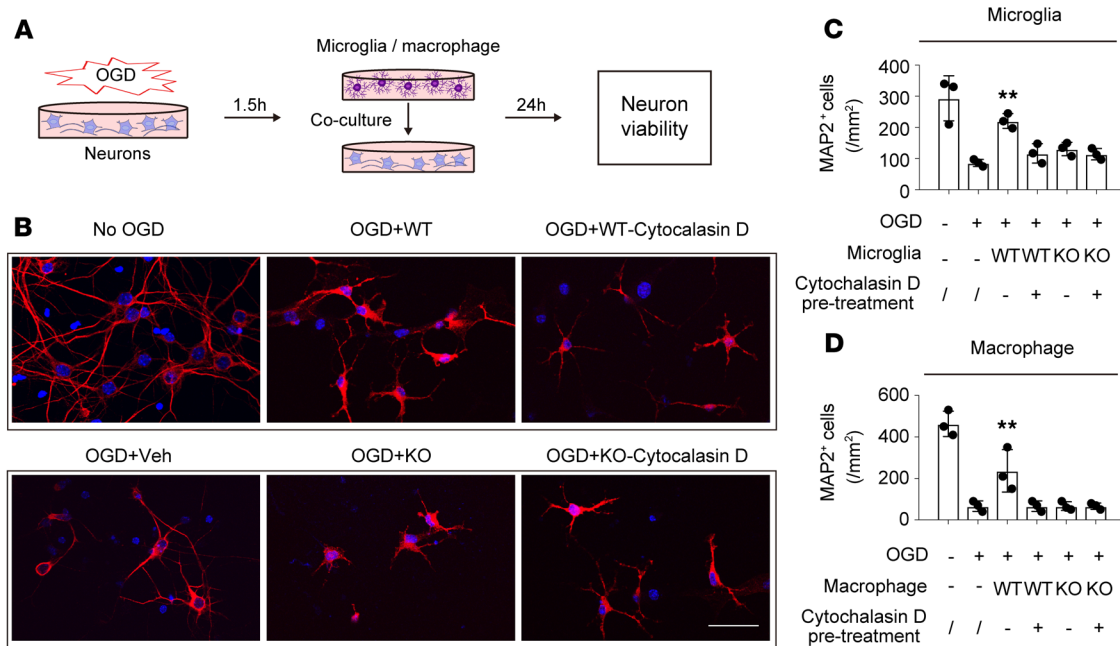 A
OGD
Neurons
1.5h
Microglia / macrophage
Co-culture
24h
Neuron
viability
B
No OGD
OGD+WT
OGD+WT-Cytocalasin D
OGD+Veh
OGD+KO
OGD+KO-Cytocalasin D
C
Microglia
MAP2⁺ cells
(/mm²)
400
300
200
100
0
**
OGD - + + + + +
Microglia - - WT WT KO KO
Cytochalasin D
pre-treatment / / - + - +
D
Macrophage
MAP2⁺ cells
(/mm²)
600
400
200
0
**
OGD - + + + + +
Macrophage - - WT WT KO KO
Cytochalasin D
pre-treatment / / - + - +